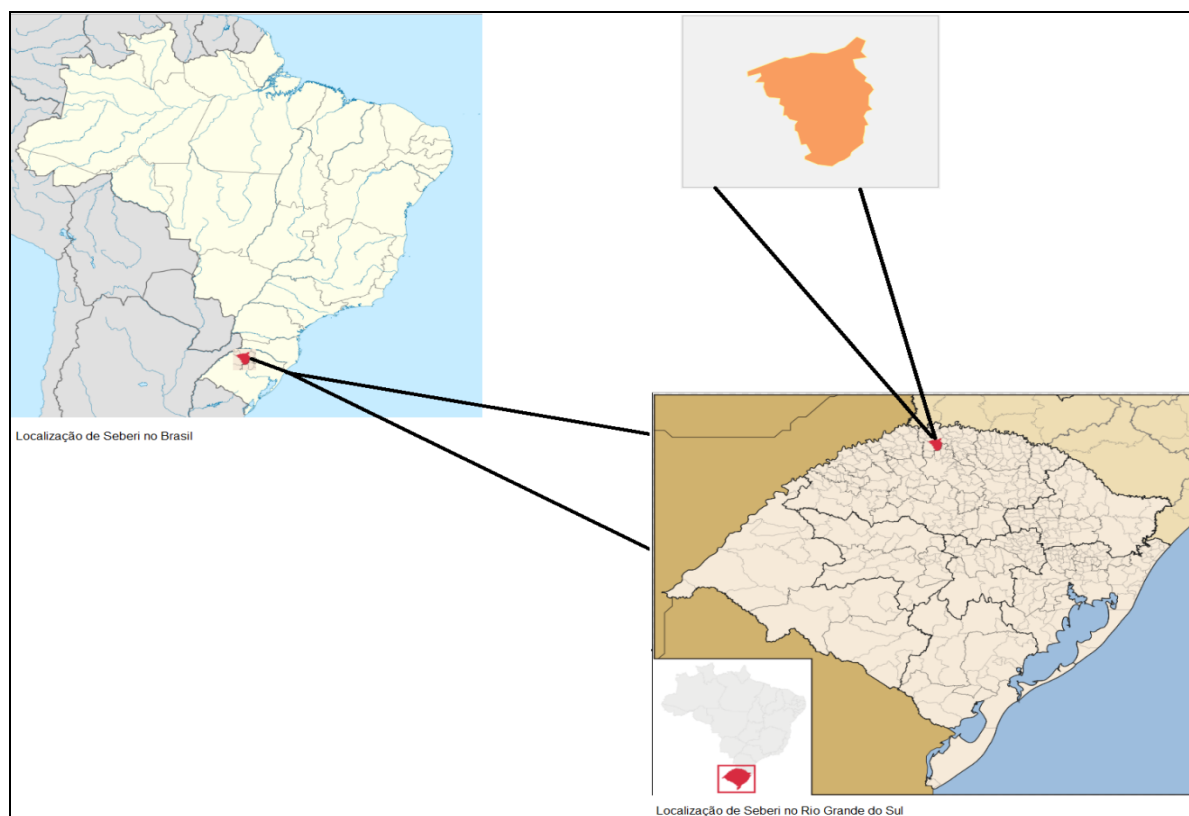 Localização de Seberi no Brasil
Localização de Seberi no Rio Grande do Sul